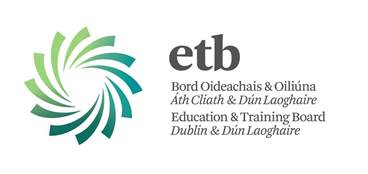 etb
Bord Oideachais & Oiliúna
Áth Cliath & Dún Laoghaire
Education & Training Board
Dublin & Dún Laoghaire